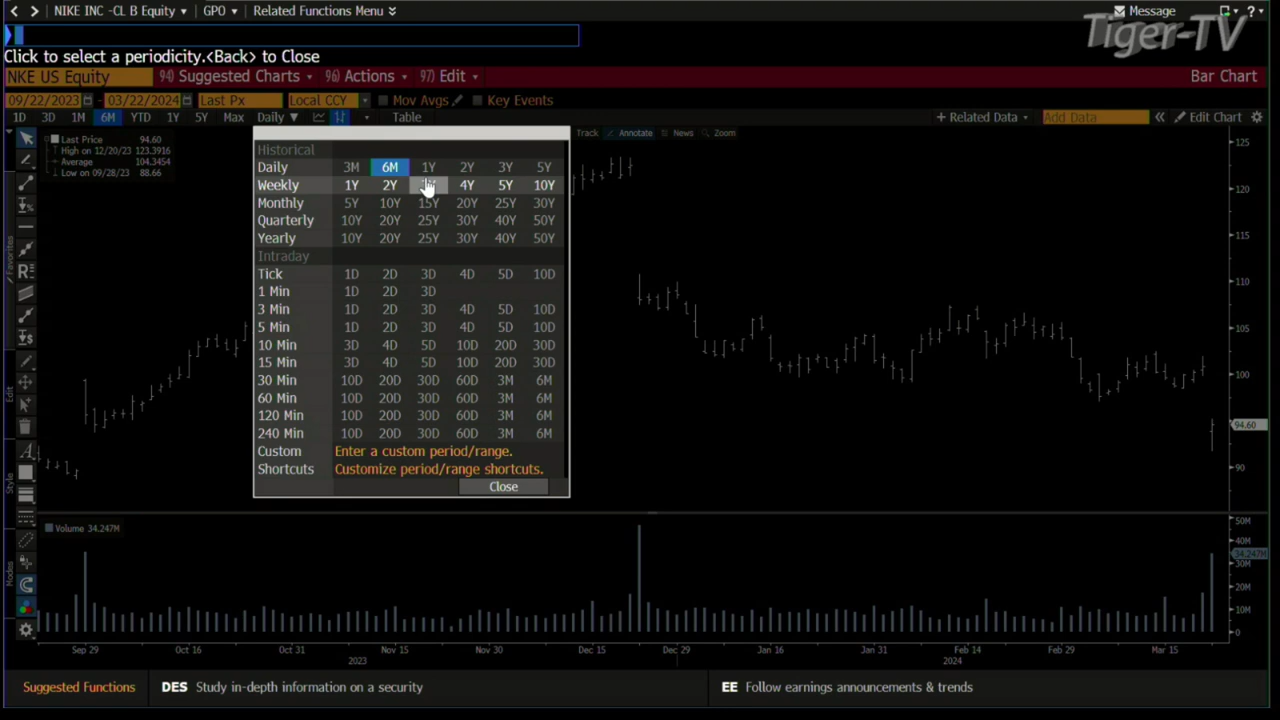 NIKE INC -CL B Equity GPO Related Functions Menu Message ?
Tiger-TV
Click to select a periodicity.<Back> to Close
NKE US Equity 94) Suggested Charts 96) Actions 97) Edit Bar Chart
09/22/2023 03/22/2024 Last Px Local CCY Mov Avgs Key Events
1D 3D 1M 6M YTD 1Y 5Y Max Daily Table + Related Data Add Data Edit Chart
Track Annotate News Zoom
Last Price 94.60
High on 12/20/23 123.3916
Average 104.3454
Low on 09/28/23 88.66
Historical
Daily 3M 6M 1Y 2Y 3Y 5Y
Weekly 1Y 2Y 4Y 5Y 10Y
Monthly 5Y 10Y 15Y 20Y 25Y 30Y
Quarterly 10Y 20Y 25Y 30Y 40Y 50Y
Yearly 10Y 20Y 25Y 30Y 40Y 50Y
Intraday
Tick 1D 2D 3D 4D 5D 10D
1 Min 1D 2D 3D
3 Min 1D 2D 3D 4D 5D 10D
5 Min 1D 2D 3D 4D 5D 10D
10 Min 3D 4D 5D 10D 20D 30D
15 Min 3D 4D 5D 10D 20D 30D
30 Min 10D 20D 30D 60D 3M 6M
60 Min 10D 20D 30D 60D 3M 6M
120 Min 10D 20D 30D 60D 3M 6M
240 Min 10D 20D 30D 60D 3M 6M
Custom Enter a custom period/range.
Shortcuts Customize period/range shortcuts.
Close
125
120
115
110
105
100
94.60
90
Favorites
Edit
Style
Modes
Volume 34.247M
50M
40M
34.247M
30M
20M
10M
0
Sep 29 Oct 16 Oct 31 Nov 15 Nov 30 Dec 15 Dec 29 Jan 16 Jan 31 Feb 14 Feb 29 Mar 15
2023 2024
Suggested Functions DES Study in-depth information on a security EE Follow earnings announcements & trends